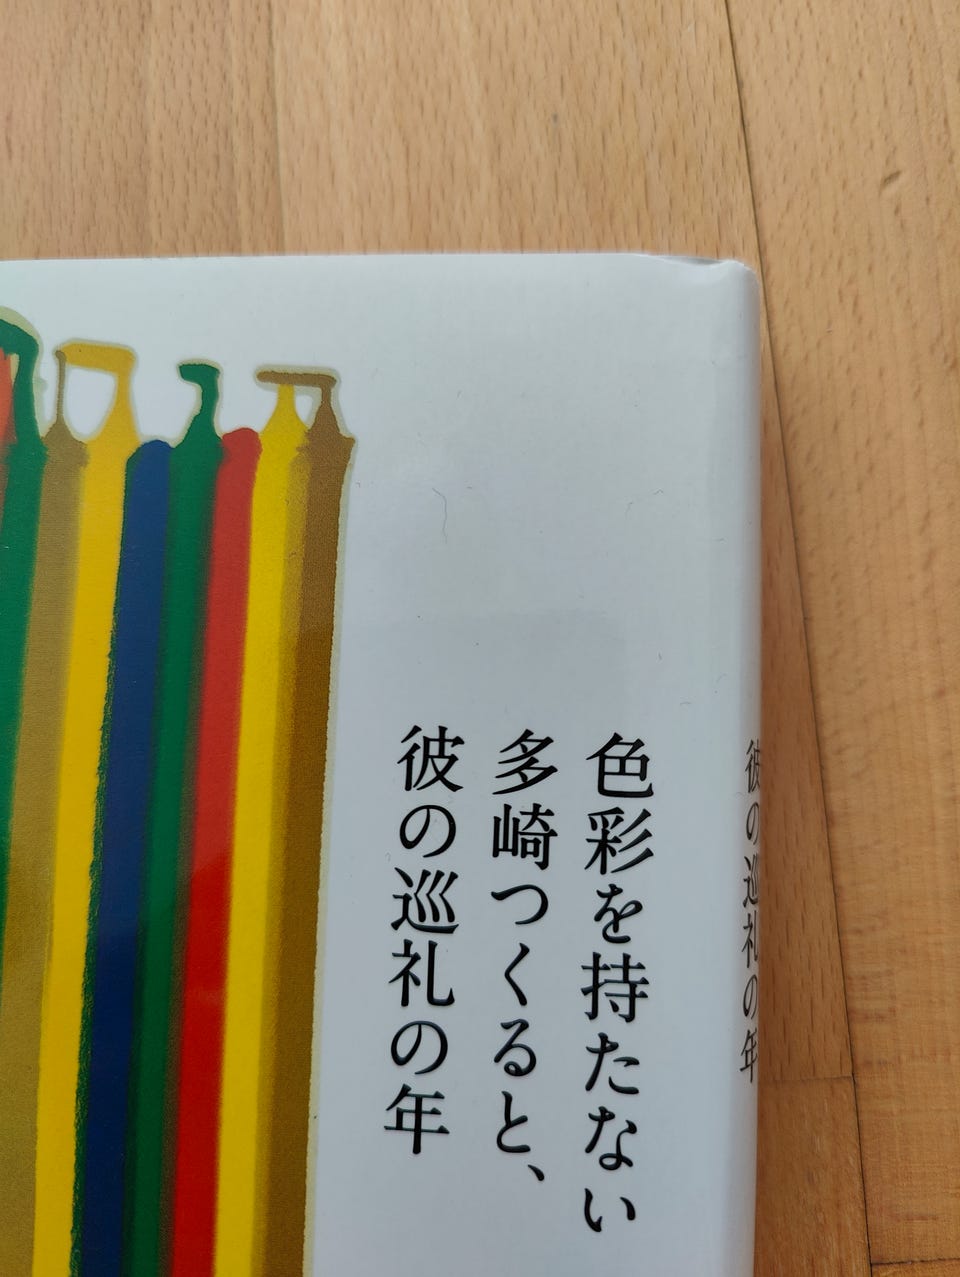 色彩を持たない
多崎つくると、
彼の巡礼の年
彼の巡礼の年